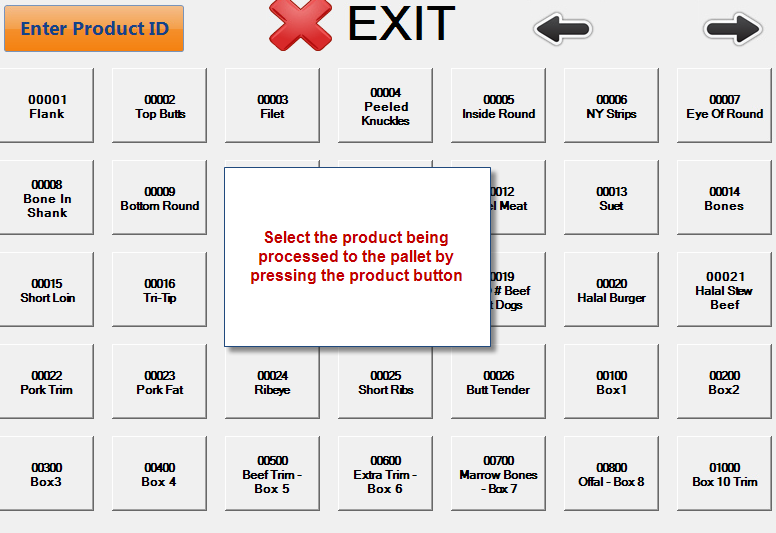 Enter Product ID
EXIT
00001
Flank
00002
Top Butts
00003
Filet
00004
Peeled
Knuckles
00005
Inside Round
00006
NY Strips
00007
Eye Of Round
00008
Bone In
Shank
00009
Bottom Round
Select the product being
processed to the pallet by
pressing the product button
Meat
00013
Suet
00014
Bones
00015
Short Loin
00016
Tri-Tip
# Beef
Dogs
00020
Halal Burger
00021
Halal Stew
Beef
00022
Pork Trim
00023
Pork Fat
00024
Ribeye
00025
Short Ribs
00026
Butt Tender
00100
Box1
00200
Box2
00300
Box3
00400
Box 4
00500
Beef Trim -
Box 5
00600
Extra Trim -
Box 6
00700
Marrow Bones
- Box 7
00800
Offal - Box 8
01000
Box 10 Trim